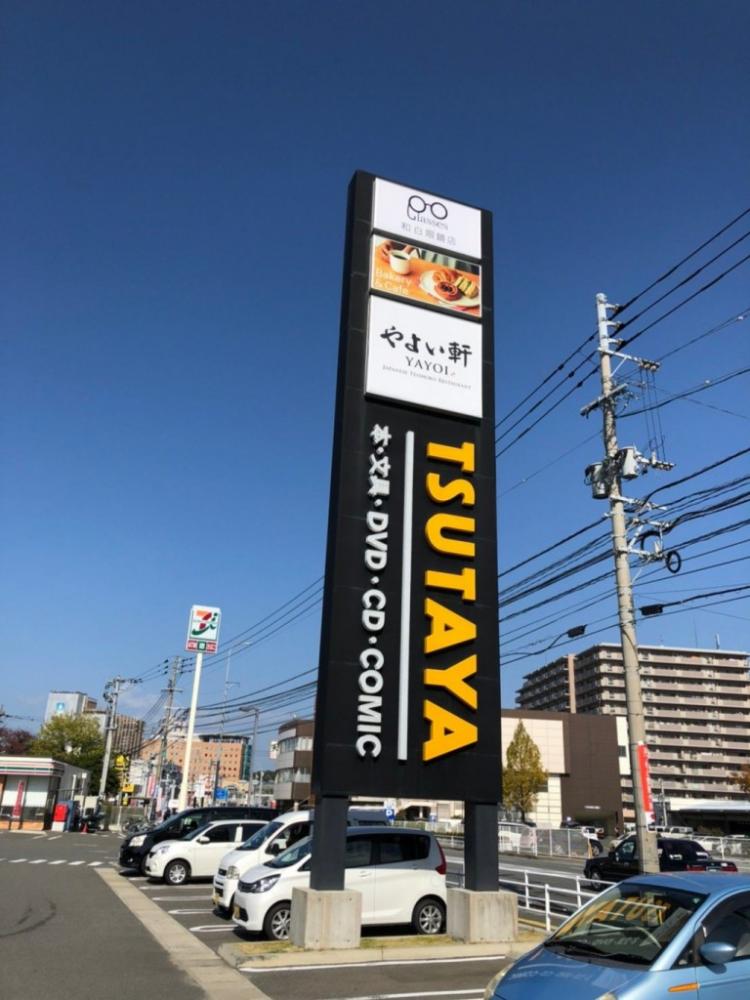 Glasses
和白眼鏡店
Bakery
& Cafe
やよい軒
YAYOI
JAPANESE TEISHOKU RESTAURANT
TSUTAYA
本・文具・DVD・CD・COMIC
7
P